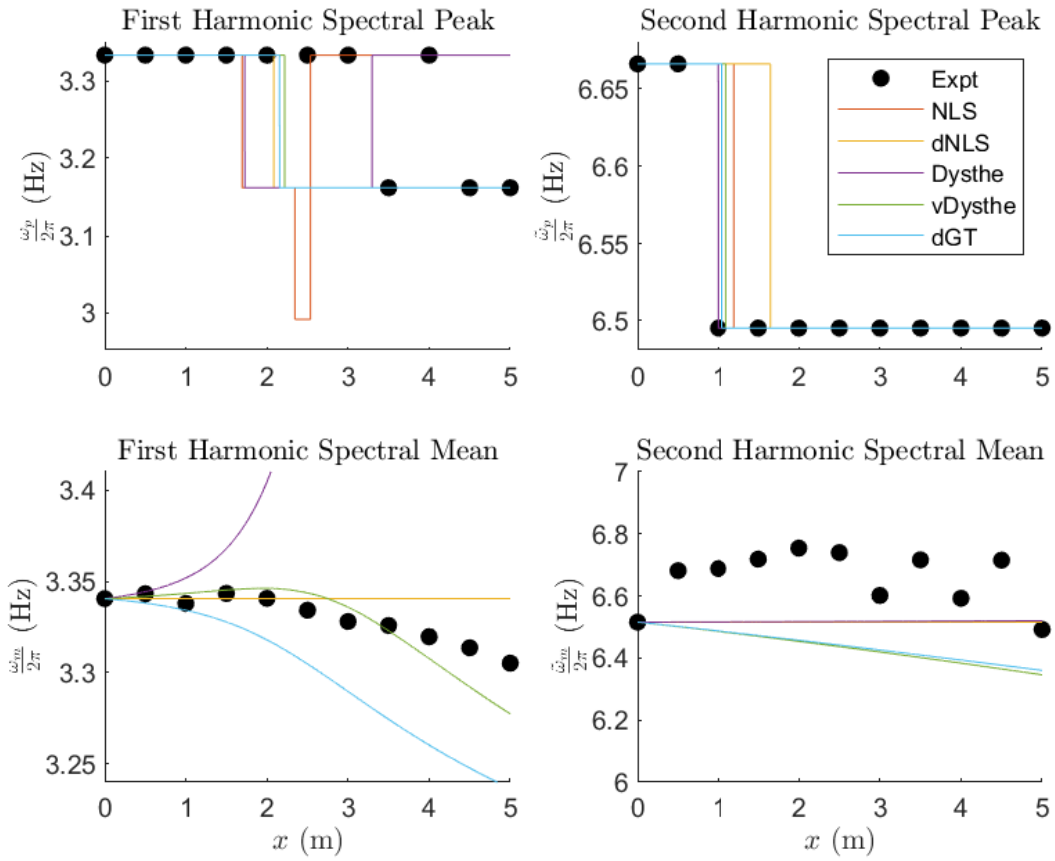 First Harmonic Spectral Peak
3.3
3.2
3.1
3
0 1 2 3 4 5
ω_p/2π (Hz)
Second Harmonic Spectral Peak
6.65
6.6
6.55
6.5
0 1 2 3 4 5
ω̃_p/2π (Hz)
Expt
NLS
dNLS
Dysthe
vDysthe
dGT
First Harmonic Spectral Mean
3.4
3.35
3.3
3.25
0 1 2 3 4 5
ω_m/2π (Hz)
x (m)
Second Harmonic Spectral Mean
7
6.8
6.6
6.4
6.2
6
0 1 2 3 4 5
ω̃_m/2π (Hz)
x (m)